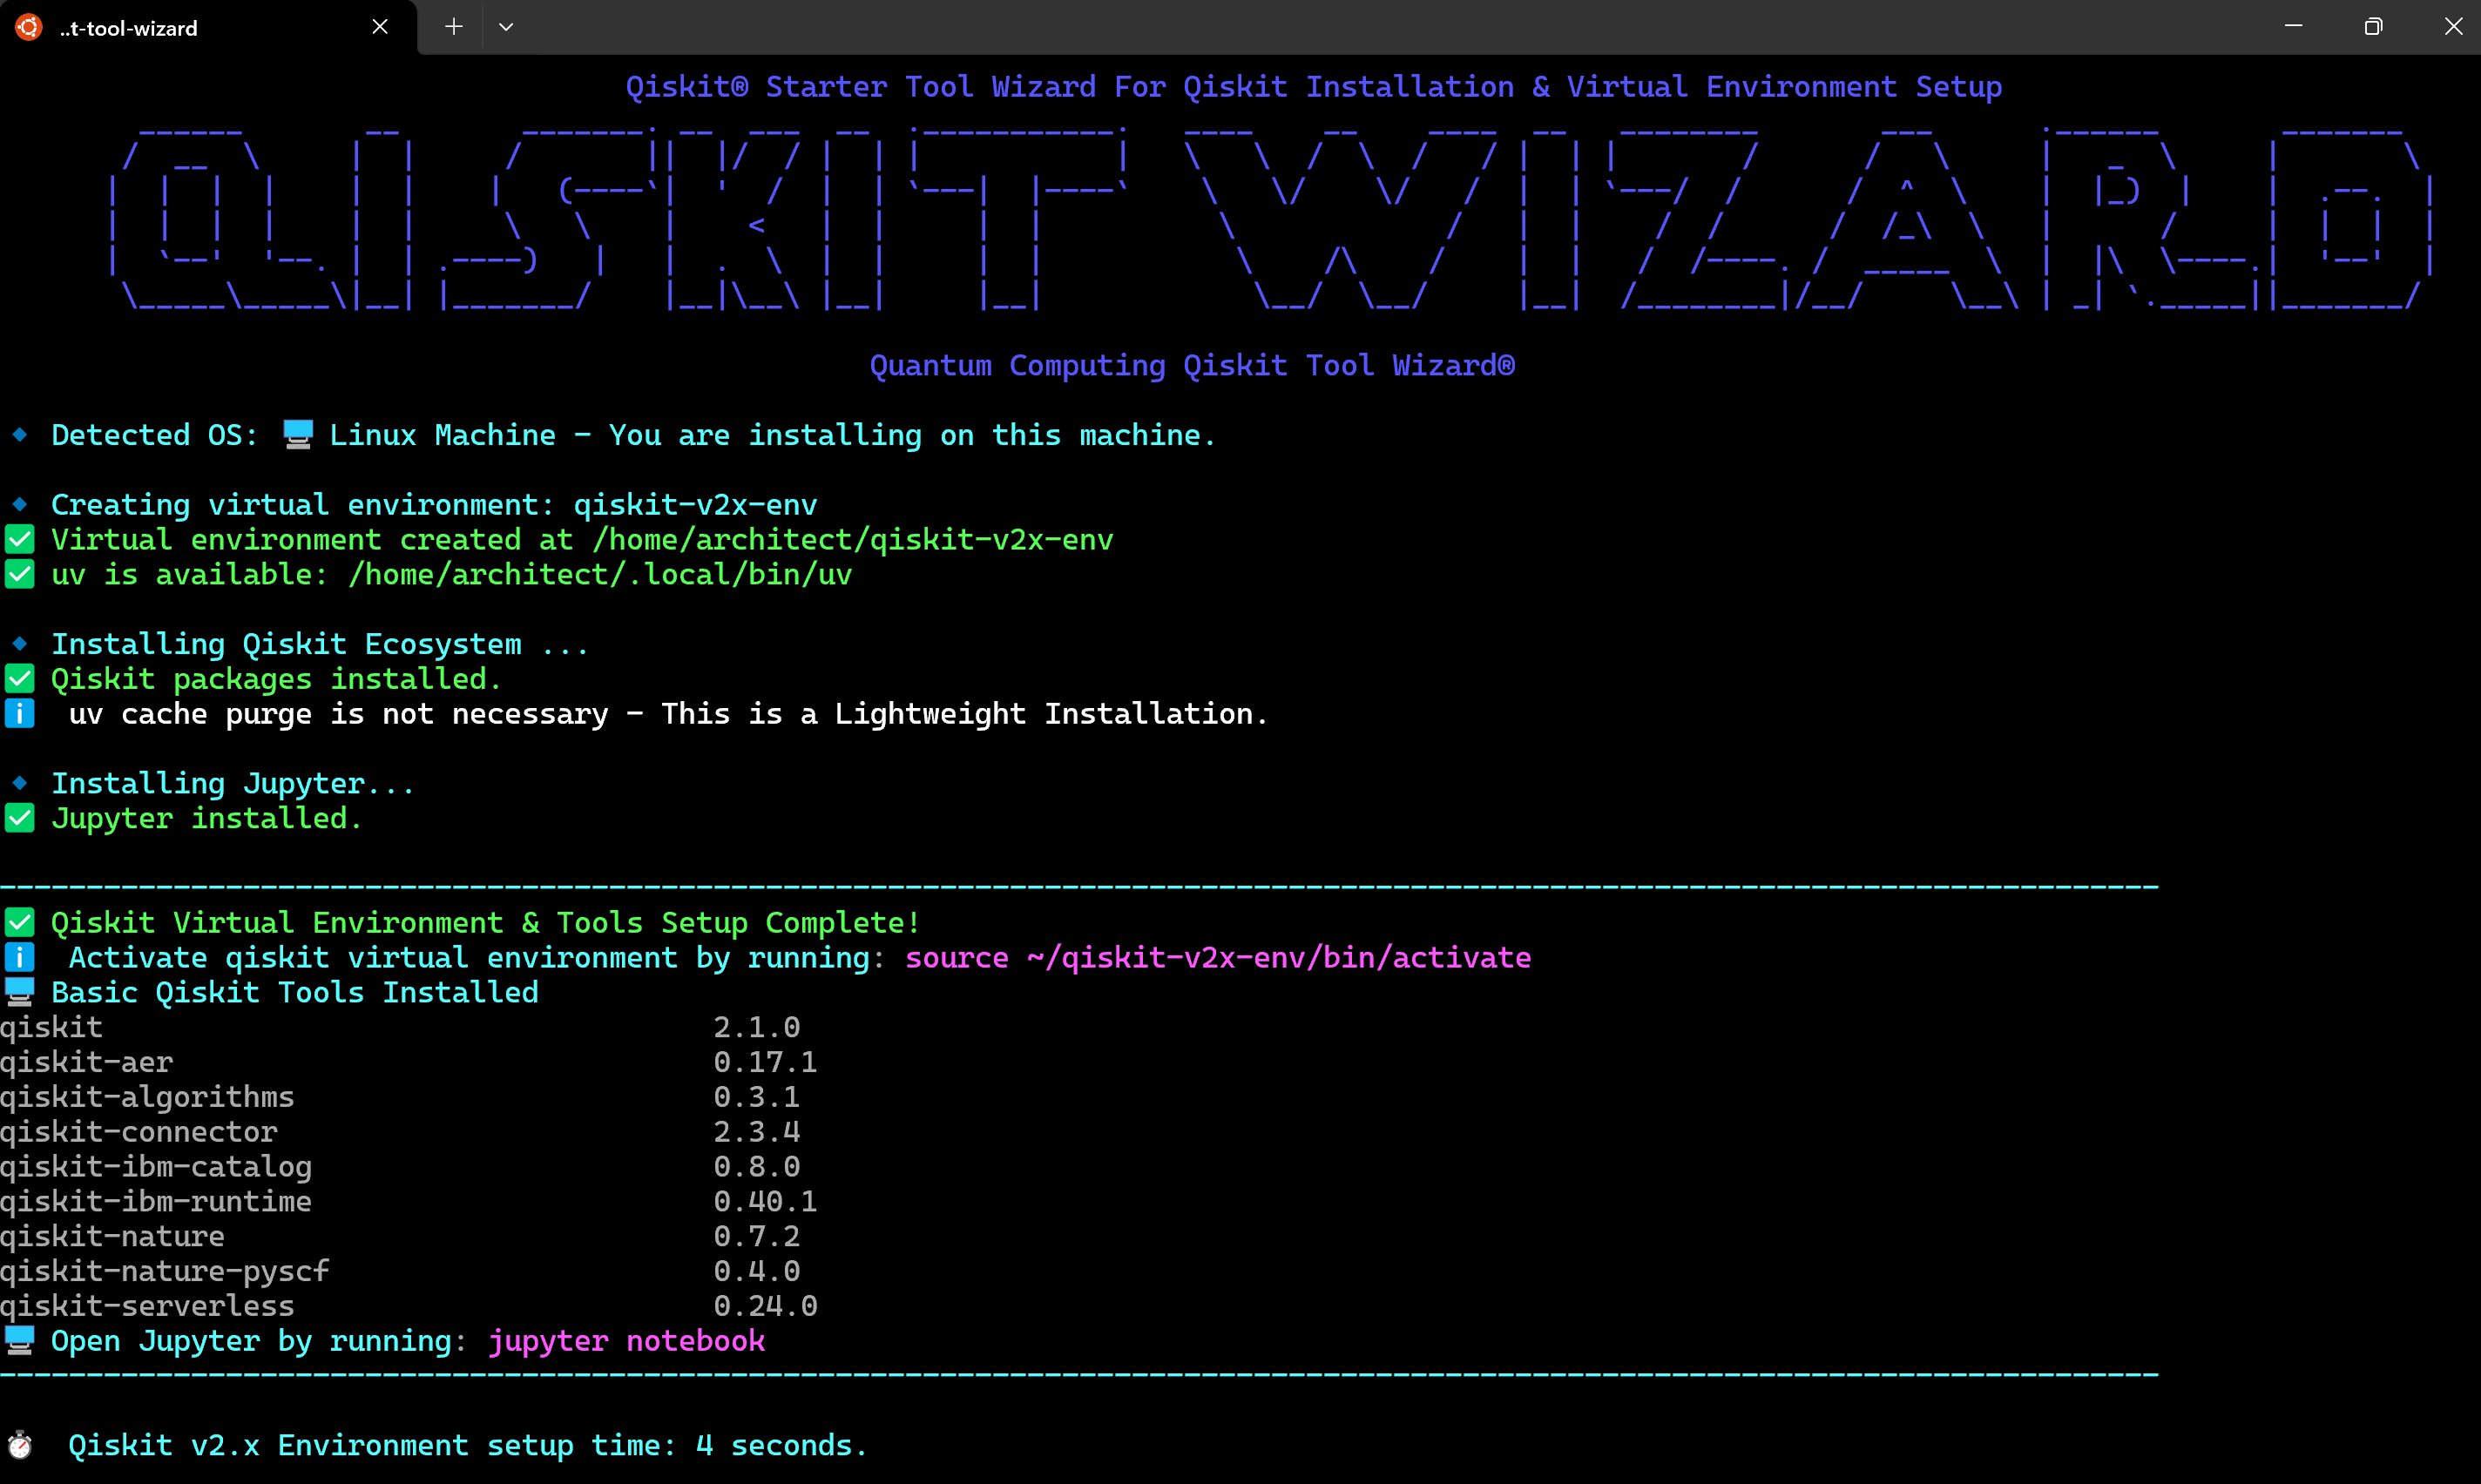 ..t-tool-wizard
Qiskit® Starter Tool Wizard For Qiskit Installation & Virtual Environment Setup
QISKIT WIZARD
Quantum Computing Qiskit Tool Wizard®
Detected OS: Linux Machine - You are installing on this machine.
Creating virtual environment: qiskit-v2x-env
Virtual environment created at /home/architect/qiskit-v2x-env
uv is available: /home/architect/.local/bin/uv
Installing Qiskit Ecosystem ...
Qiskit packages installed.
uv cache purge is not necessary - This is a Lightweight Installation.
Installing Jupyter...
Jupyter installed.
Qiskit Virtual Environment & Tools Setup Complete!
Activate qiskit virtual environment by running: source ~/qiskit-v2x-env/bin/activate
Basic Qiskit Tools Installed
qiskit 2.1.0
qiskit-aer 0.17.1
qiskit-algorithms 0.3.1
qiskit-connector 2.3.4
qiskit-ibm-catalog 0.8.0
qiskit-ibm-runtime 0.40.1
qiskit-nature 0.7.2
qiskit-nature-pyscf 0.4.0
qiskit-serverless 0.24.0
Open Jupyter by running: jupyter notebook
Qiskit v2.x Environment setup time: 4 seconds.